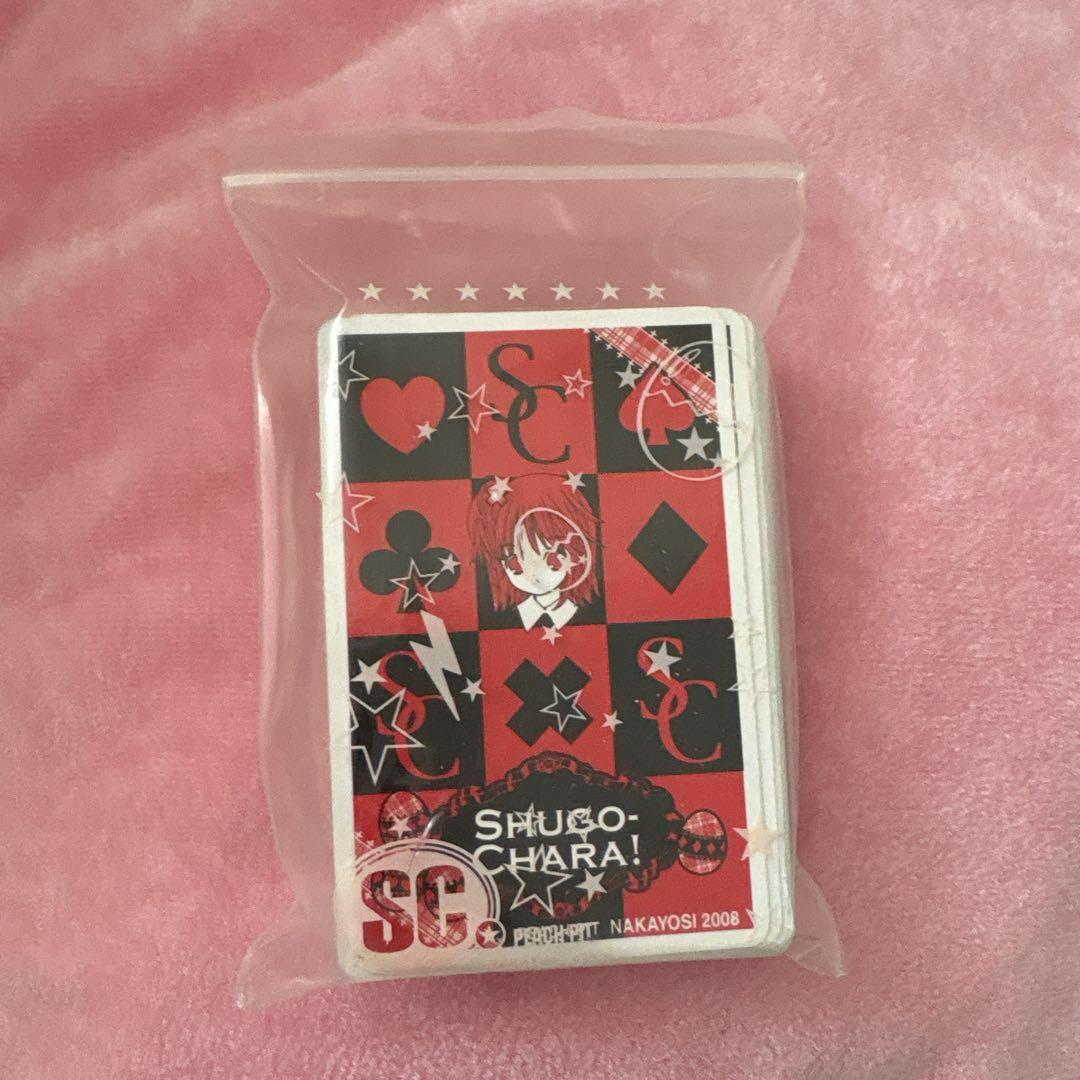 SC
SC
SC
SHUGO-
CHARA!
SC.
PEACH-PIT NAKAYOSI 2008